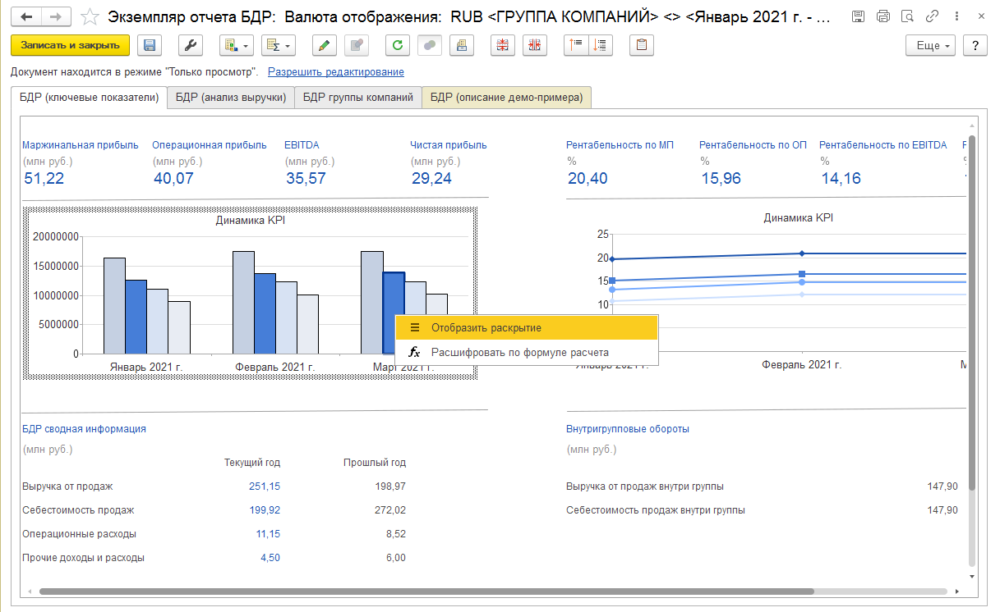 Экземпляр отчета БДР: Валюта отображения: RUB <ГРУППА КОМПАНИЙ> <> <Январь 2021 г. - ...
Записать и закрыть
Еще
?
Документ находится в режиме "Только просмотр". Разрешить редактирование
БДР (ключевые показатели) БДР (анализ выручки) БДР группы компаний БДР (описание демо-примера)
Маржинальная прибыль Операционная прибыль EBITDA Чистая прибыль
(млн руб.) (млн руб.) (млн руб.) (млн руб.)
51,22 40,07 35,57 29,24
Рентабельность по МП Рентабельность по ОП Рентабельность по EBITDA
% % %
20,40 15,96 14,16
Динамика KPI
20000000
15000000
10000000
5000000
0
Январь 2021 г. Февраль 2021 г. Март 2021 г.
Динамика KPI
25
20
15
10
Январь 2021 г. Февраль 2021 г. М
Отобразить раскрытие
fx Расшифровать по формуле расчета
БДР сводная информация
(млн руб.)
Текущий год Прошлый год
Выручка от продаж 251,15 198,97
Себестоимость продаж 199,92 272,02
Операционные расходы 11,15 8,52
Прочие доходы и расходы 4,50 6,00
Внутригрупповые обороты
(млн руб.)
Выручка от продаж внутри группы 147,90
Себестоимость продаж внутри группы 147,90